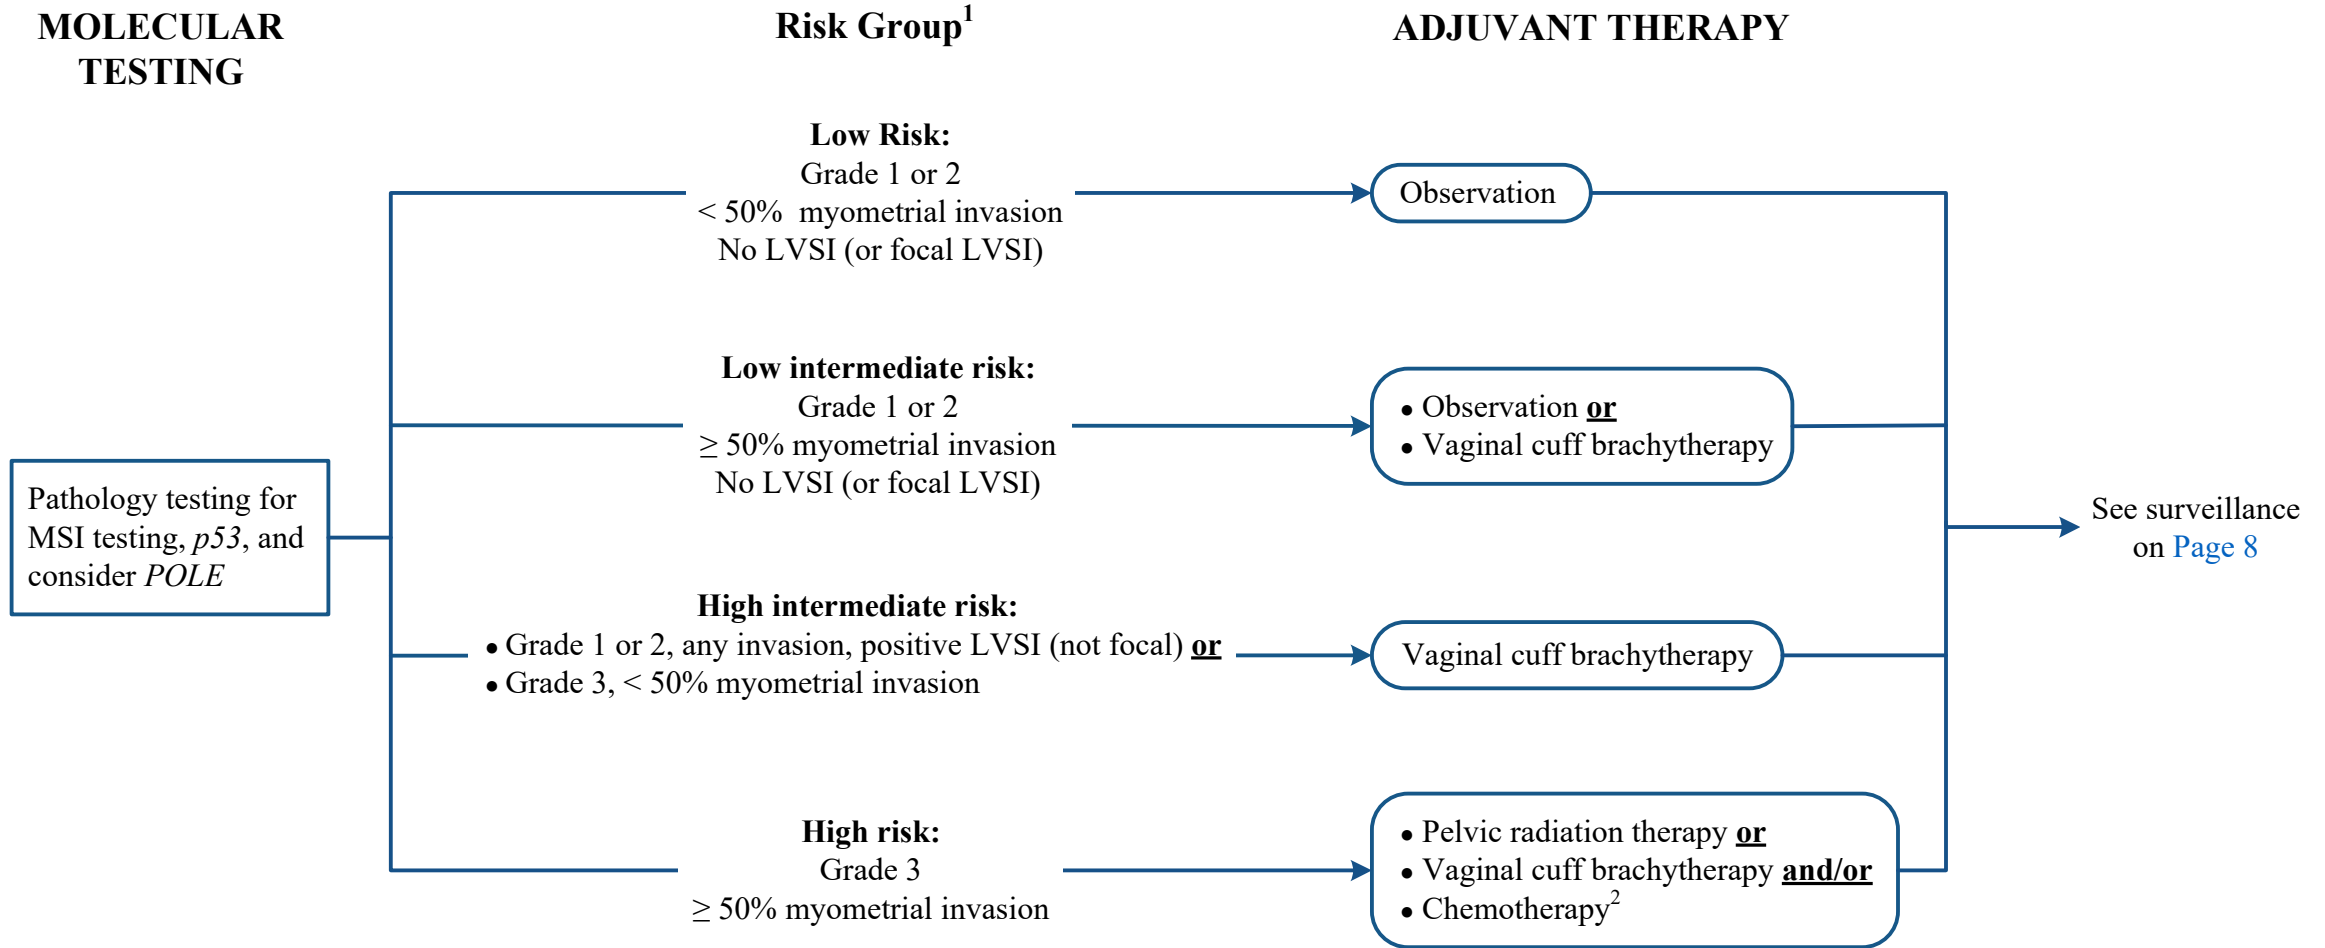 MOLECULAR
TESTING
Risk Group¹
ADJUVANT THERAPY
Pathology testing for
MSI testing, p53, and
consider POLE
Low Risk:
Grade 1 or 2
< 50% myometrial invasion
No LVSI (or focal LVSI)
Observation
Low intermediate risk:
Grade 1 or 2
≥ 50% myometrial invasion
No LVSI (or focal LVSI)
● Observation or
● Vaginal cuff brachytherapy
High intermediate risk:
● Grade 1 or 2, any invasion, positive LVSI (not focal) or
● Grade 3, < 50% myometrial invasion
Vaginal cuff brachytherapy
High risk:
Grade 3
≥ 50% myometrial invasion
● Pelvic radiation therapy or
● Vaginal cuff brachytherapy and/or
● Chemotherapy²
See surveillance
on Page 8